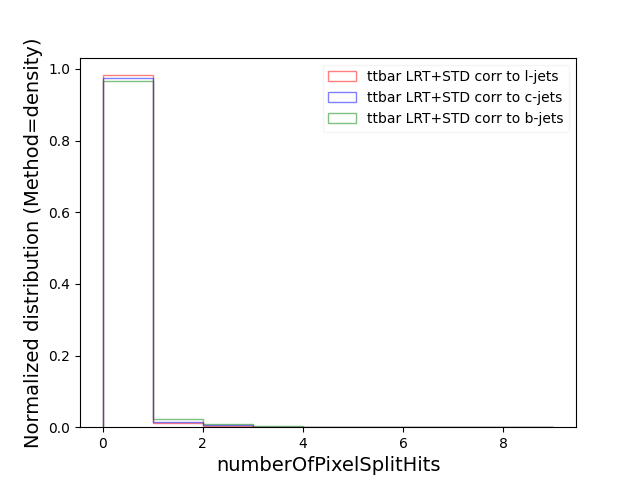 ttbar LRT+STD corr to l-jets
ttbar LRT+STD corr to c-jets
ttbar LRT+STD corr to b-jets
Normalized distribution (Method=density)
1.0
0.8
0.6
0.4
0.2
0.0
0 2 4 6 8
numberOfPixelSplitHits